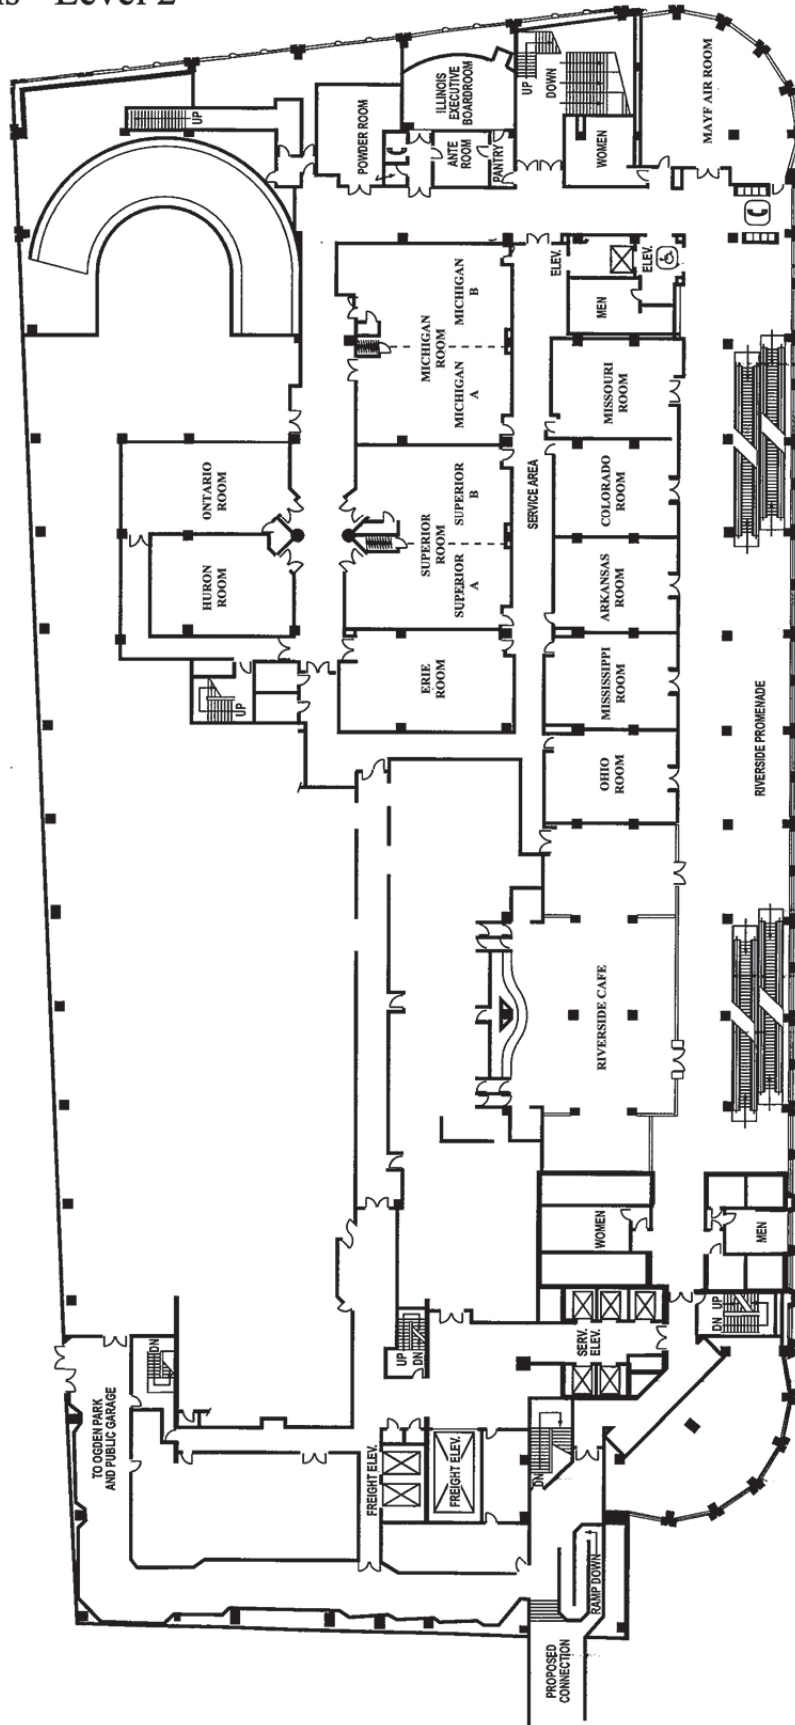 Level 2
UP
POWDER ROOM
ILLINOIS
EXECUTIVE
BOARDROOM
ANTE
ROOM
PANTRY
UP
DOWN
WOMEN
MAYF AIR ROOM
ELEV.
ELEV.
MEN
MICHIGAN
ROOM
MICHIGAN
A
MICHIGAN
B
MISSOURI
ROOM
ONTARIO
ROOM
HURON
ROOM
SUPERIOR
ROOM
SUPERIOR
A
SUPERIOR
B
SERVICE AREA
COLORADO
ROOM
ARKANSAS
ROOM
UP
ERIE
ROOM
MISSISSIPPI
ROOM
OHIO
ROOM
RIVERSIDE PROMENADE
RIVERSIDE CAFE
WOMEN
MEN
SERV.
ELEV.
DN
UP
UP
DN
DN
TO OGDEN PARK
AND PUBLIC GARAGE
FREIGHT ELEV.
FREIGHT ELEV.
DN
RAMP DOWN
PROPOSED
CONNECTION